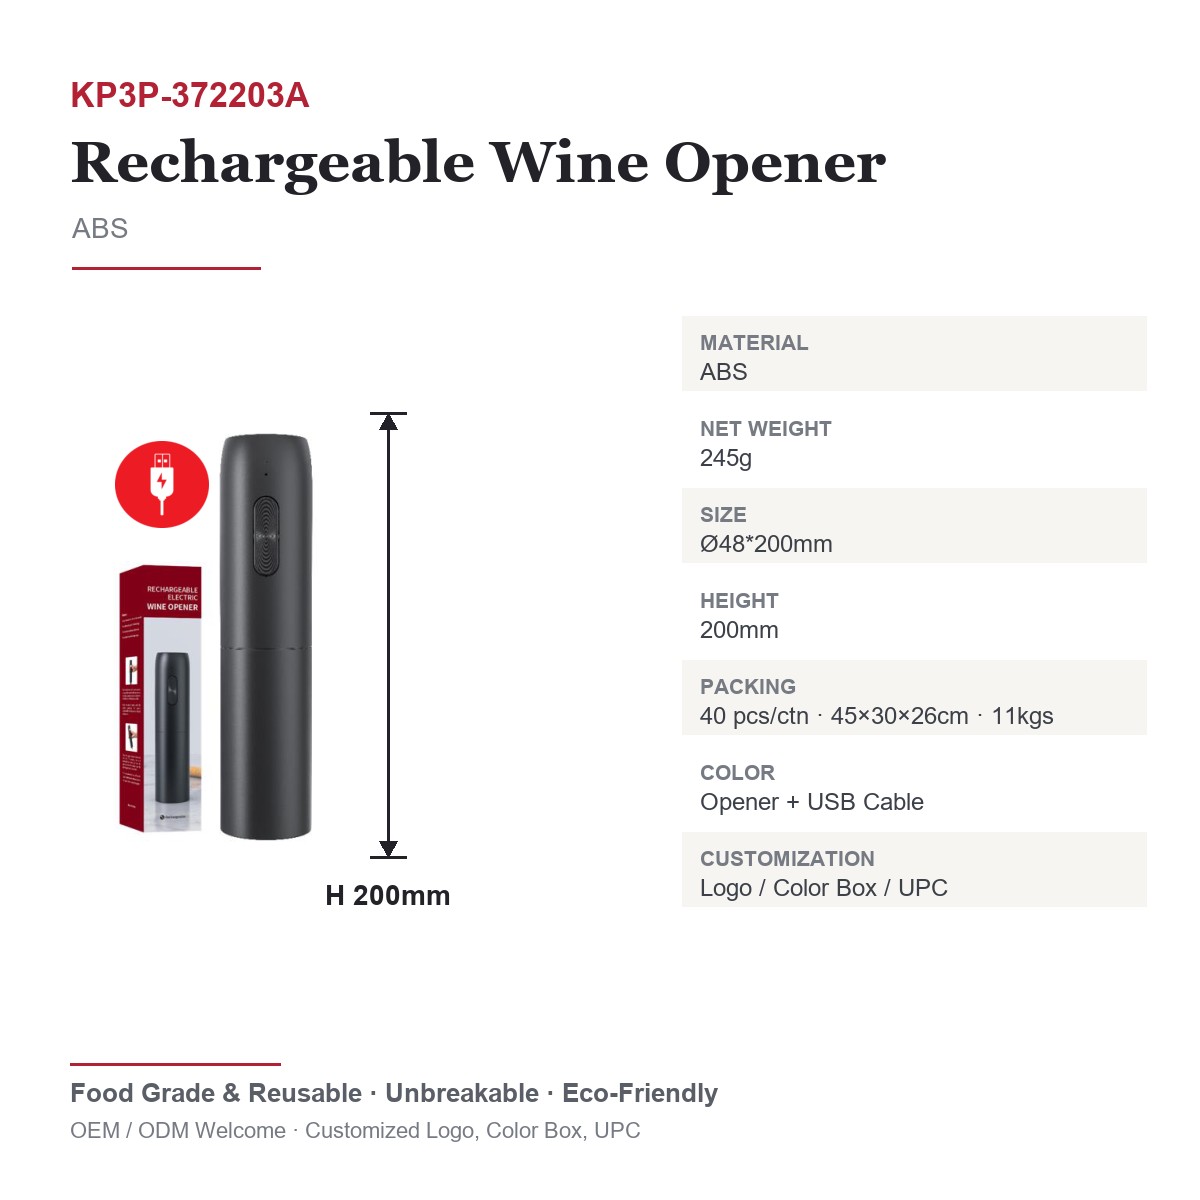 KP3P-372203A
Rechargeable Wine Opener
ABS
RECHARGEABLE
ELECTRIC
WINE OPENER
H 200mm
MATERIAL
ABS
NET WEIGHT
245g
SIZE
Ø48*200mm
HEIGHT
200mm
PACKING
40 pcs/ctn · 45×30×26cm · 11kgs
COLOR
Opener + USB Cable
CUSTOMIZATION
Logo / Color Box / UPC
Food Grade & Reusable · Unbreakable · Eco-Friendly
OEM / ODM Welcome · Customized Logo, Color Box, UPC